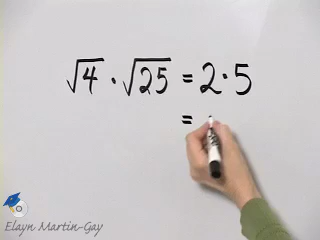 √4 · √25 = 2 · 5
=
Elayn Martin-Gay